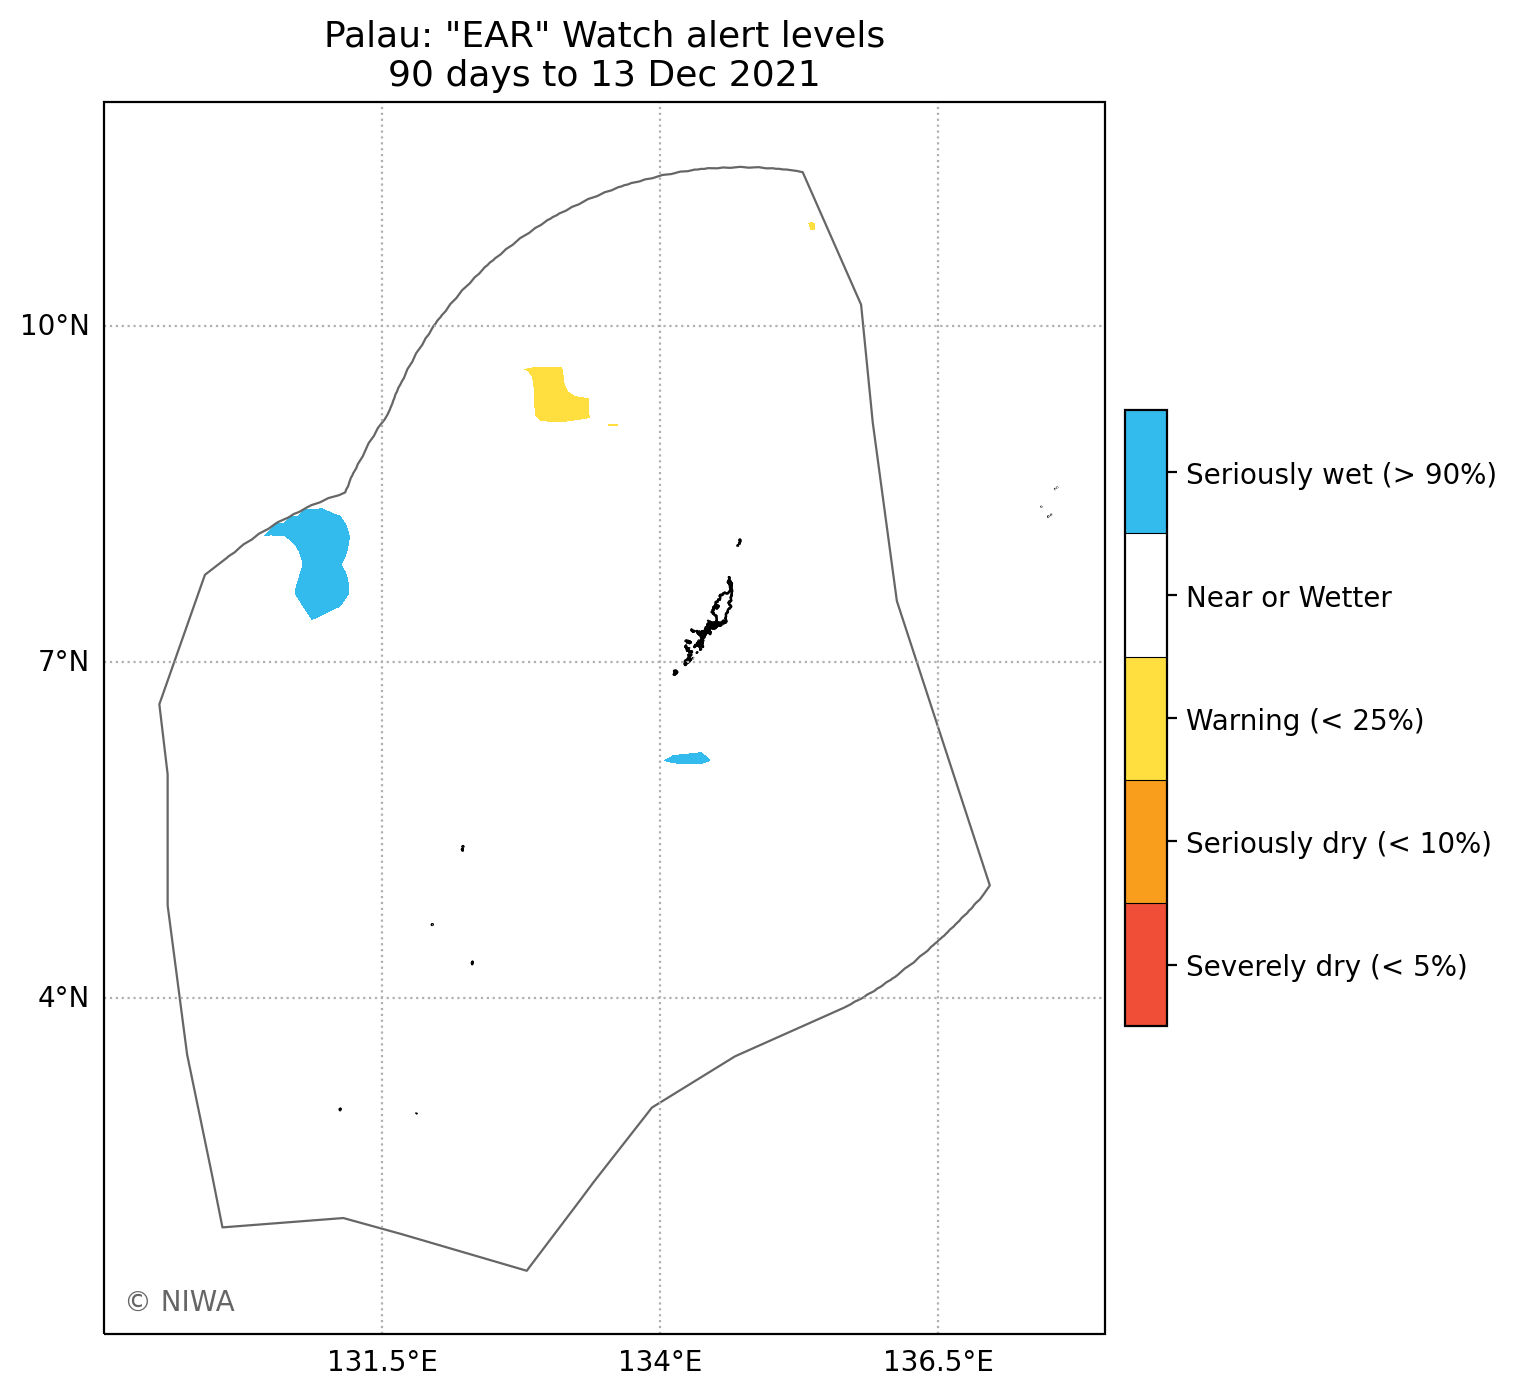 Palau: "EAR" Watch alert levels
90 days to 13 Dec 2021
10°N
7°N
4°N
131.5°E
134°E
136.5°E
Seriously wet (> 90%)
Near or Wetter
Warning (< 25%)
Seriously dry (< 10%)
Severely dry (< 5%)
© NIWA